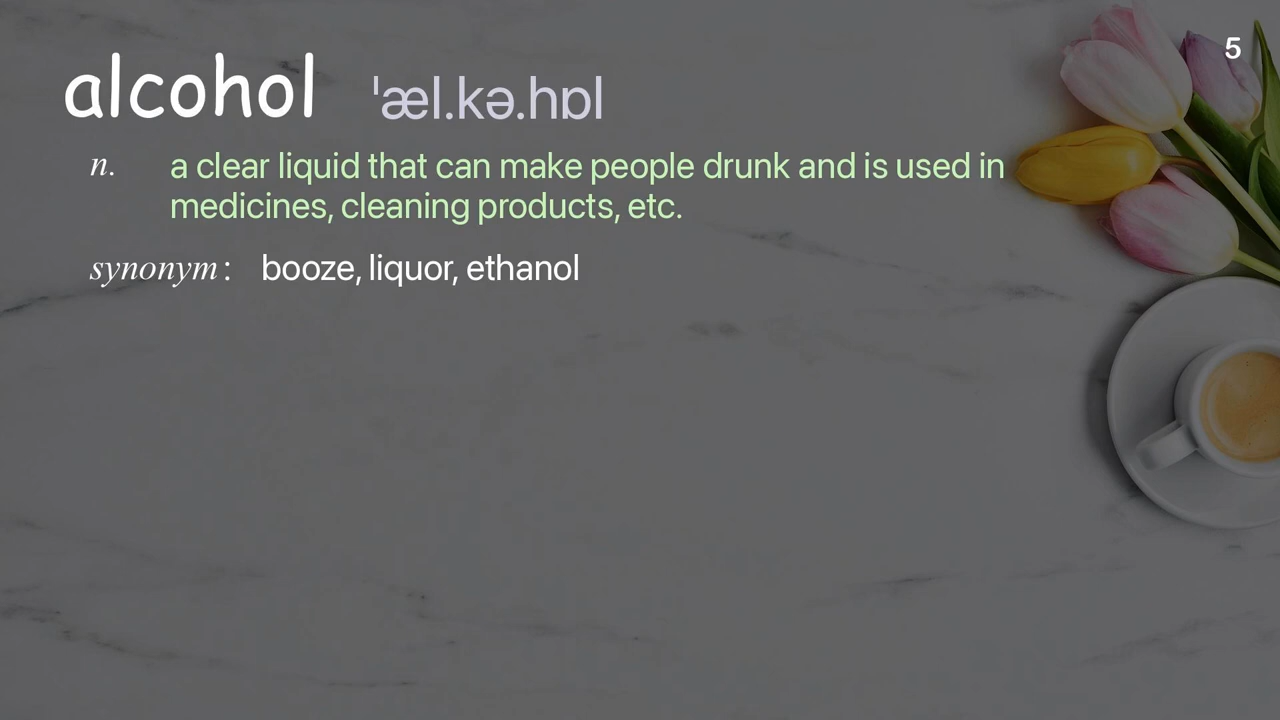 5
alcohol ˈæl.kə.hɒl
n. a clear liquid that can make people drunk and is used in
medicines, cleaning products, etc.
synonym: booze, liquor, ethanol